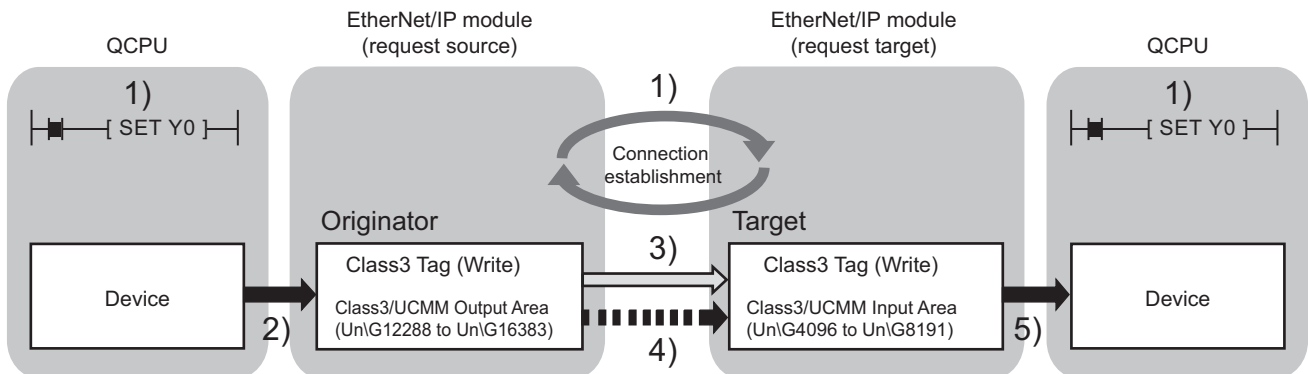 QCPU
EtherNet/IP module
(request source)
EtherNet/IP module
(request target)
QCPU
1)
[ SET Y0 ]
1)
Connection
establishment
1)
[ SET Y0 ]
Originator
Target
Device
2)
Class3 Tag (Write)
Class3/UCMM Output Area
(Un\G12288 to Un\G16383)
3)
4)
Class3 Tag (Write)
Class3/UCMM Input Area
(Un\G4096 to Un\G8191)
5)
Device